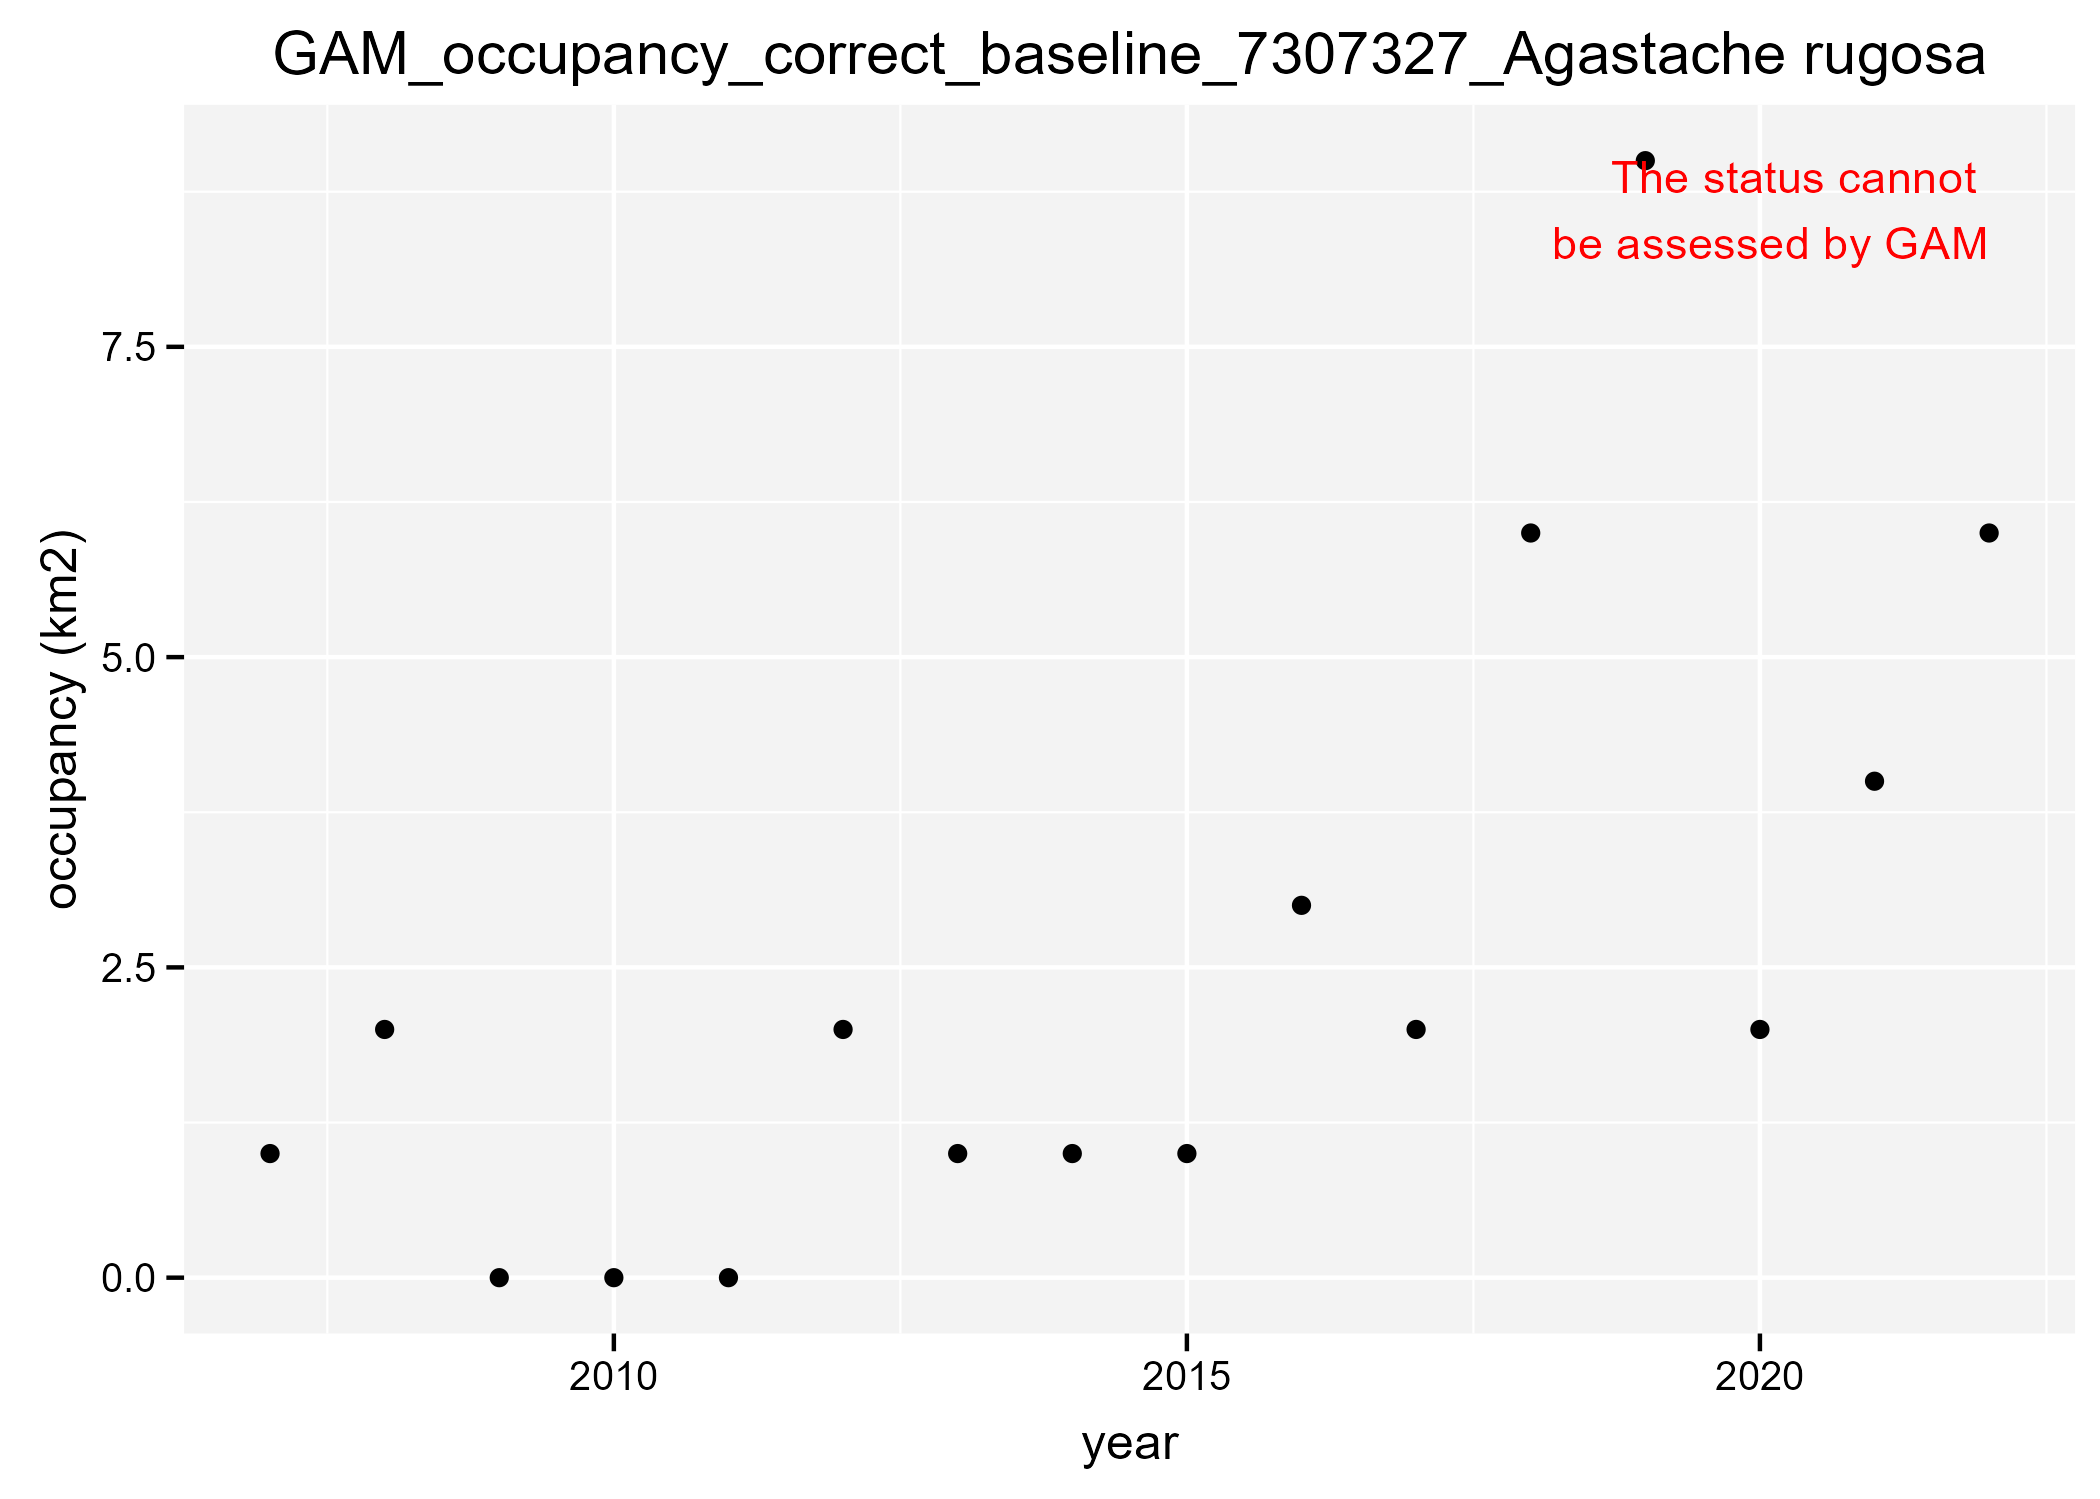 GAM_occupancy_correct_baseline_7307327_Agastache rugosa
The status cannot
be assessed by GAM
occupancy (km2)
7.5
5.0
2.5
0.0
2010
2015
2020
year